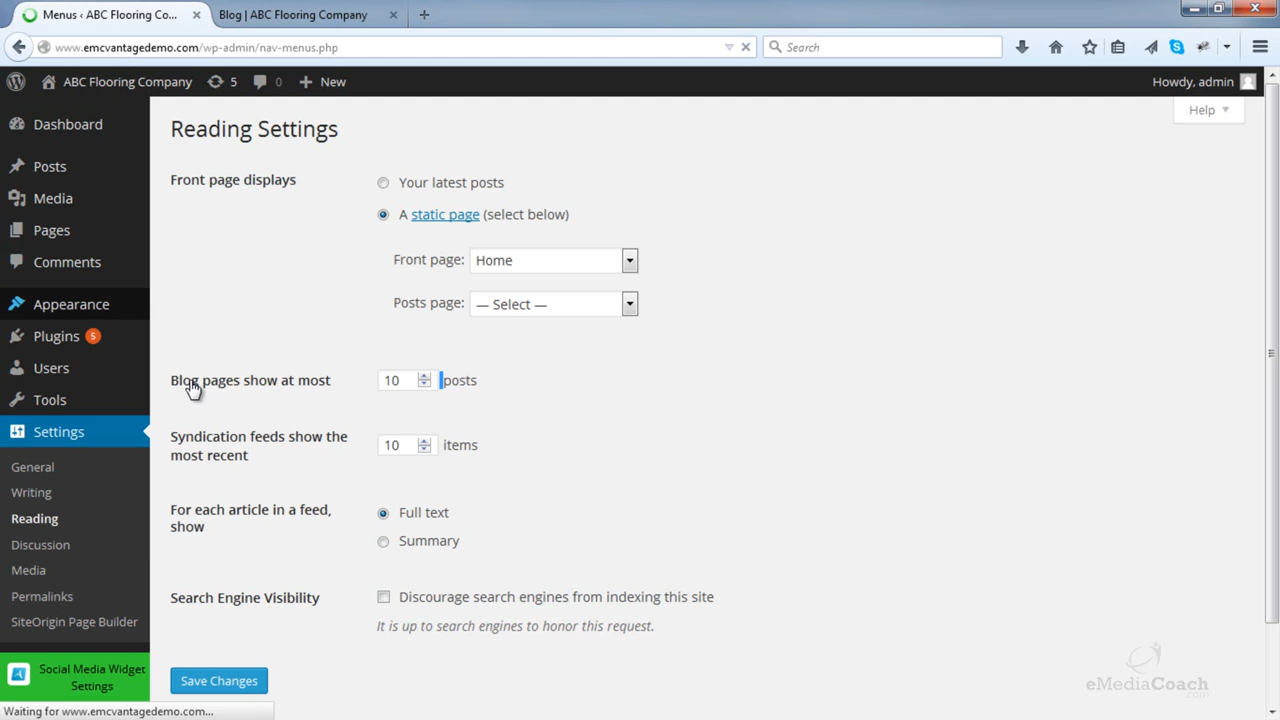 Menus ‹ ABC Flooring Co...
Blog | ABC Flooring Company
www.emcvantagedemo.com/wp-admin/nav-menus.php
Search
ABC Flooring Company
5
0
New
Howdy, admin
Help
Dashboard
Posts
Media
Pages
Comments
Appearance
Plugins 5
Users
Tools
Settings
General
Writing
Reading
Discussion
Media
Permalinks
SiteOrigin Page Builder
Social Media Widget
Settings
Reading Settings
Front page displays
Your latest posts
A static page (select below)
Front page: Home
Posts page: — Select —
Blog pages show at most
10 posts
Syndication feeds show the
most recent
10 items
For each article in a feed,
show
Full text
Summary
Search Engine Visibility
Discourage search engines from indexing this site
It is up to search engines to honor this request.
Save Changes
eMediaCoach
.com
Waiting for www.emcvantagedemo.com...